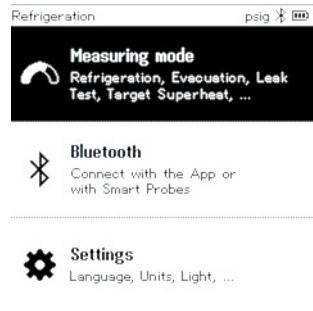 Refrigeration psig
Measuring mode
Refrigeration, Evacuation, Leak
Test, Target Superheat, ...
Bluetooth
Connect with the App or
with Smart Probes
Settings
Language, Units, Light, ...